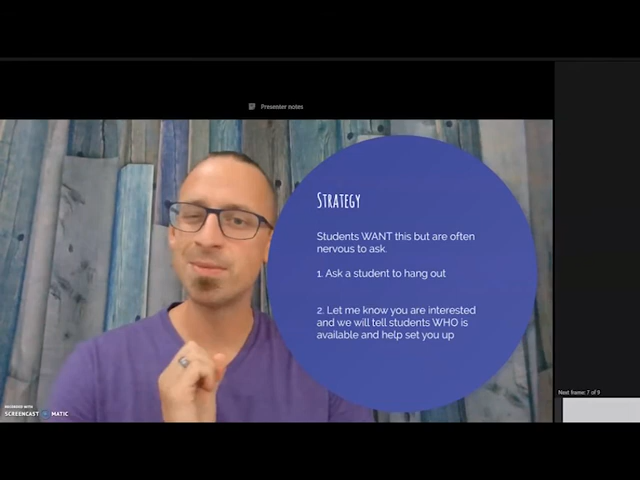 Presenter notes
STRATEGY
Students WANT this but are often
nervous to ask.
1. Ask a student to hang out
2. Let me know you are interested
and we will tell students WHO is
available and help set you up
Next frame: 7 of 9
RECORDED WITH
SCREENCAST MATIC